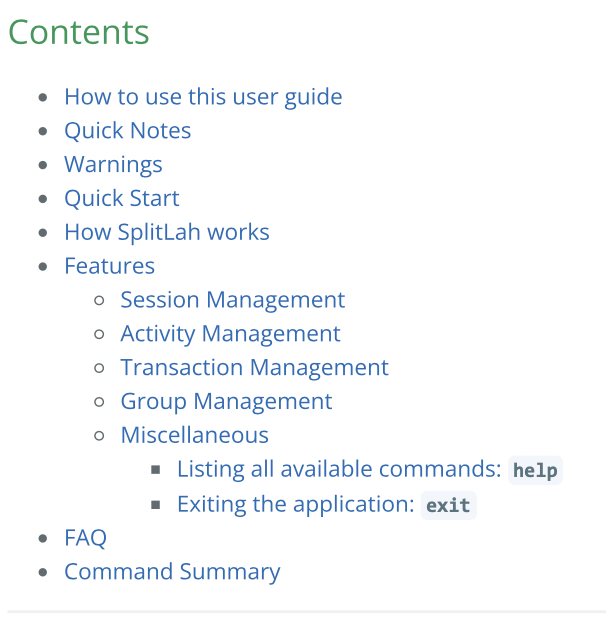 Contents
How to use this user guide
Quick Notes
Warnings
Quick Start
How SplitLah works
Features
Session Management
Activity Management
Transaction Management
Group Management
Miscellaneous
Listing all available commands: help
Exiting the application: exit
FAQ
Command Summary